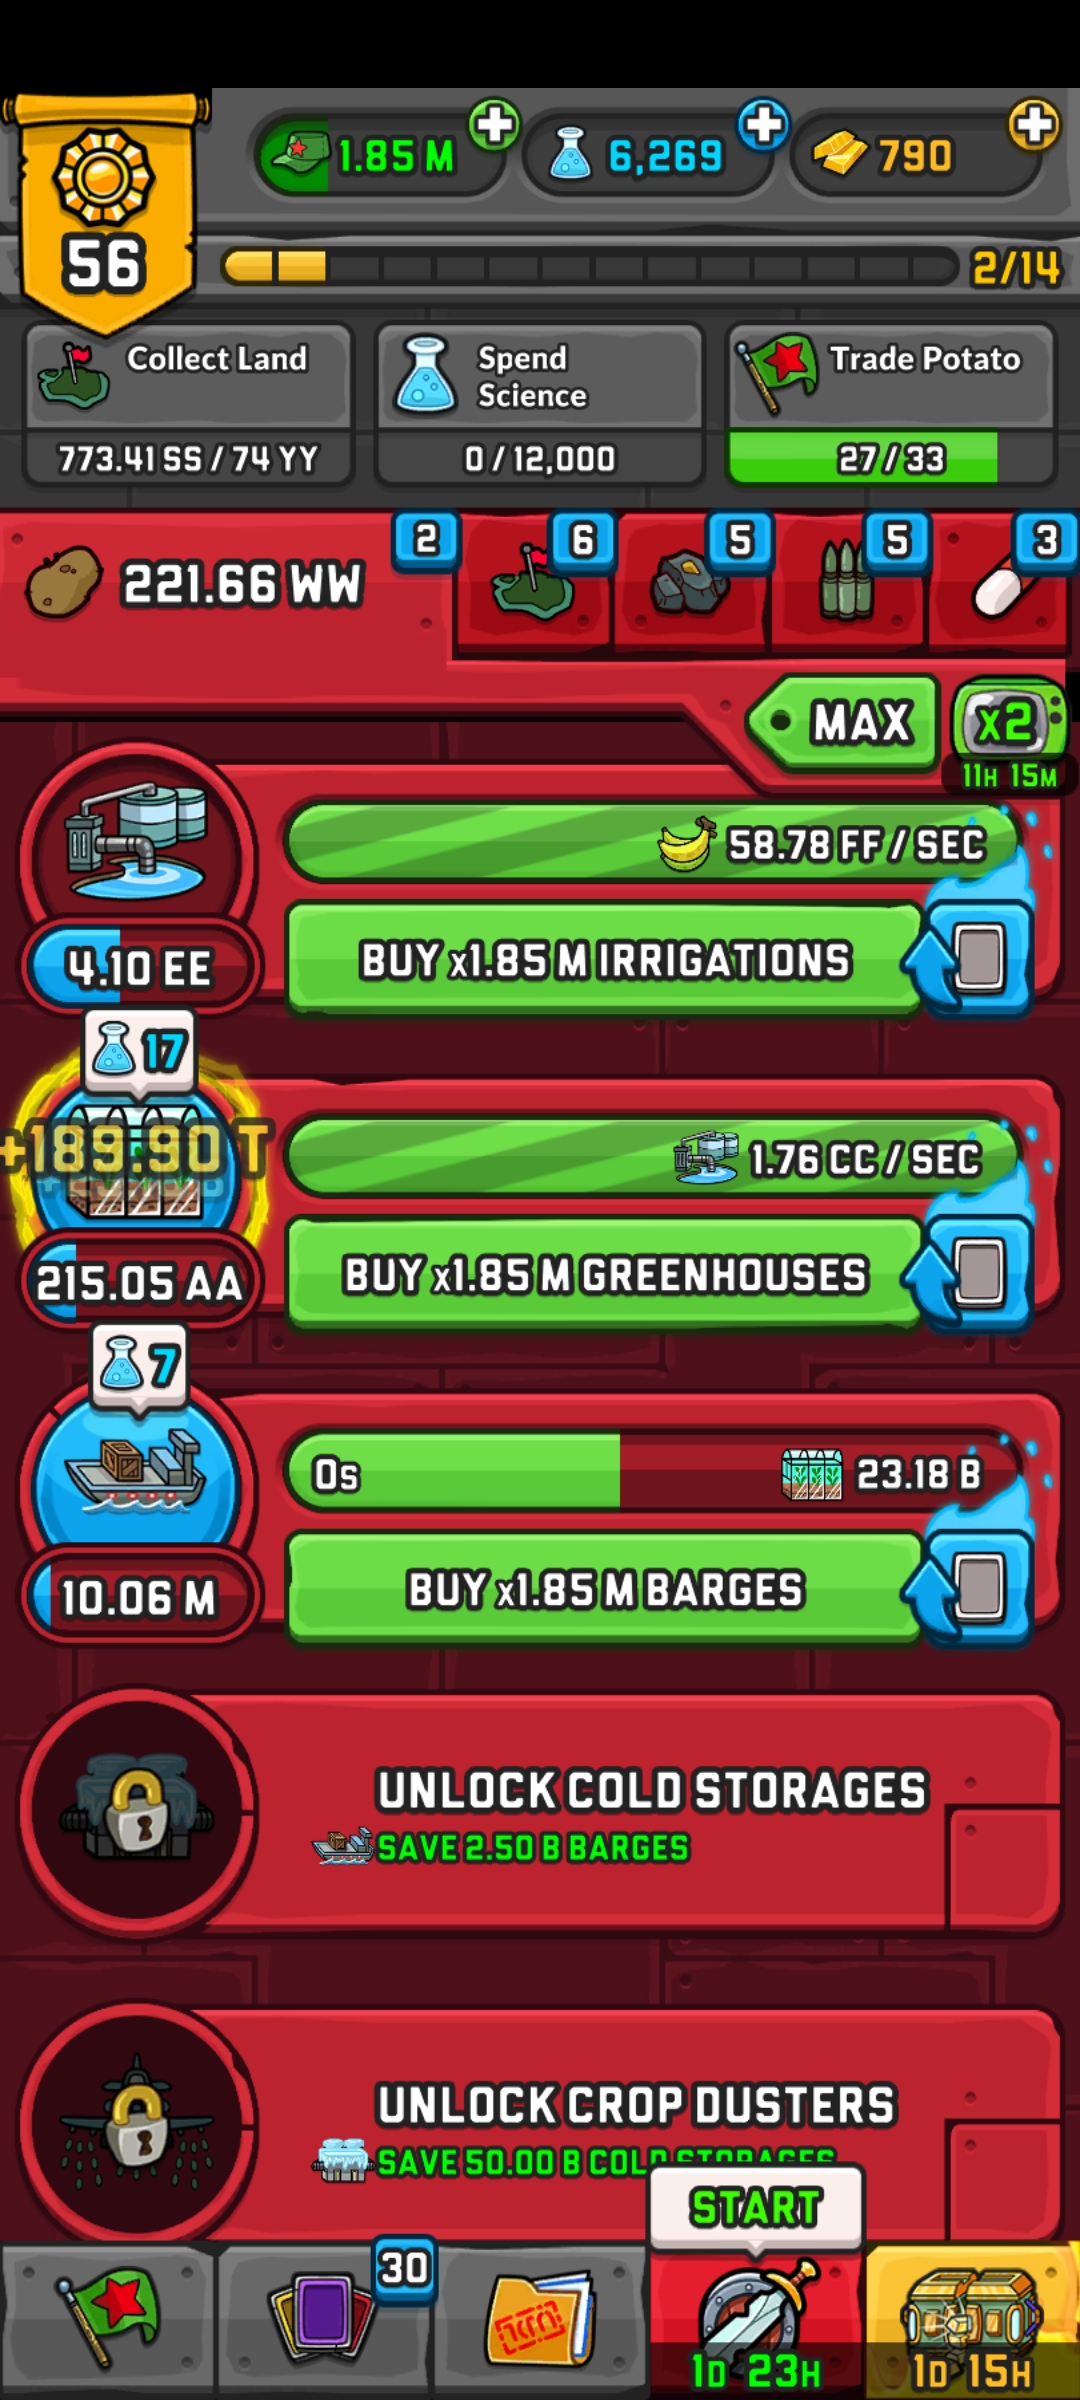 1.85 M
6,269
790
56
2/14
Collect Land
773.41 SS / 74 YY
Spend
Science
0 / 12,000
Trade Potato
27 / 33
221.66 WW
2
6
5
5
3
MAX
x2
11H 15M
58.78 FF / SEC
4.10 EE
BUY x1.85 M IRRIGATIONS
17
+189.90 T
1.76 CC / SEC
215.05 AA
BUY x1.85 M GREENHOUSES
7
0s
23.18 B
10.06 M
BUY x1.85 M BARGES
UNLOCK COLD STORAGES
SAVE 2.50 B BARGES
UNLOCK CROP DUSTERS
SAVE 50.00 B COLD STORAGES
START
30
1D 23H
1D 15H